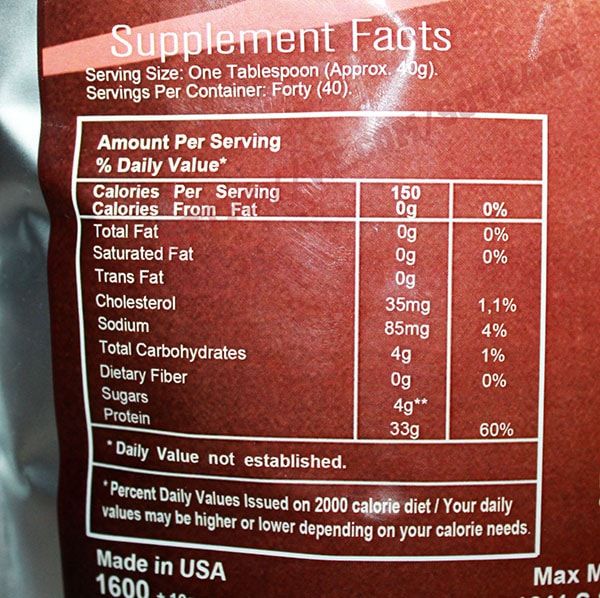 Supplement Facts
Serving Size: One Tablespoon (Approx. 40g).
Servings Per Container: Forty (40).
Amount Per Serving
% Daily Value*
Calories Per Serving 150
Calories From Fat 0g 0%
Total Fat 0g 0%
Saturated Fat 0g 0%
Trans Fat 0g
Cholesterol 35mg 1,1%
Sodium 85mg 4%
Total Carbohydrates 4g 1%
Dietary Fiber 0g 0%
Sugars 4g**
Protein 33g 60%
*Daily Value not established.
*Percent Daily Values Issued on 2000 calorie diet / Your daily
values may be higher or lower depending on your calorie needs.
Made in USA
Max M
1600